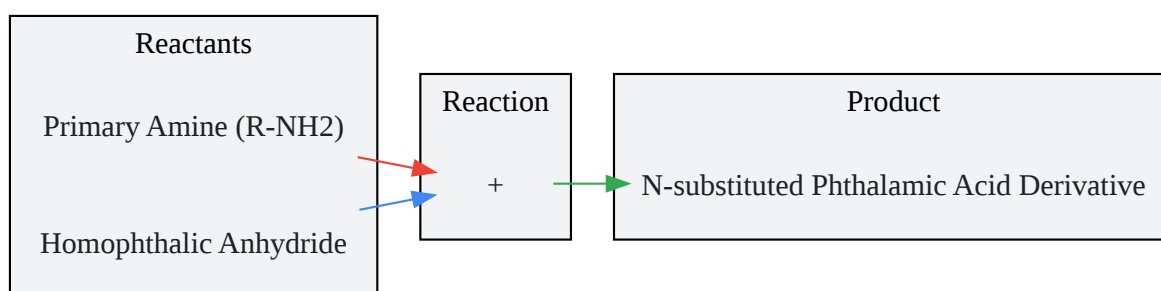 Reactants
Primary Amine (R-NH2)
Homophthalic Anhydride
Reaction
+
Product
N-substituted Phthalamic Acid Derivative